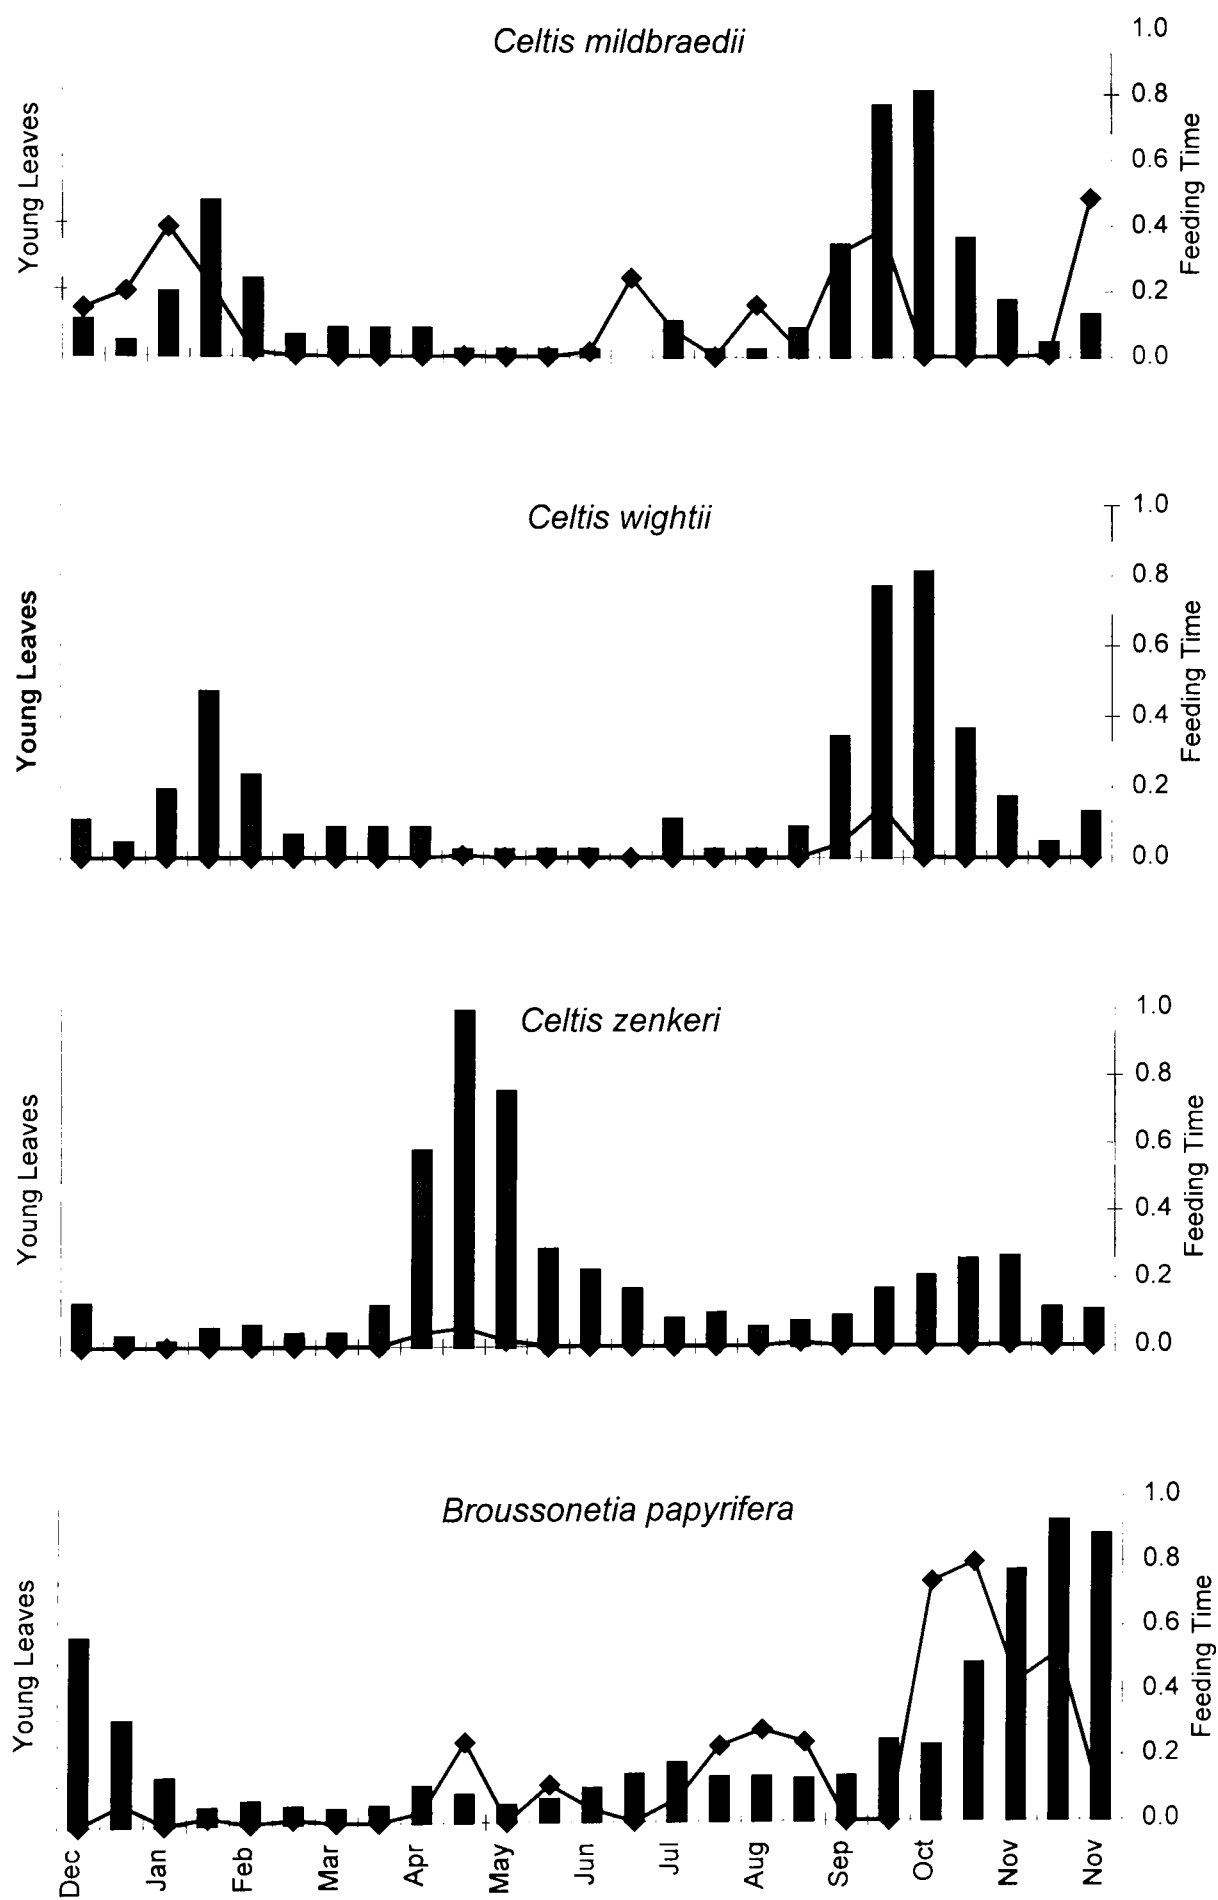 Celtis mildbraedii
Young Leaves
1.0
0.8
0.6
0.4
0.2
0.0
Feeding Time
Celtis wightii
Young Leaves
1.0
0.8
0.6
0.4
0.2
0.0
Feeding Time
Celtis zenkeri
Young Leaves
1.0
0.8
0.6
0.4
0.2
0.0
Feeding Time
Broussonetia papyrifera
Young Leaves
1.0
0.8
0.6
0.4
0.2
0.0
Feeding Time
Dec
Jan
Feb
Mar
Apr
May
Jun
Jul
Aug
Sep
Oct
Nov
Nov